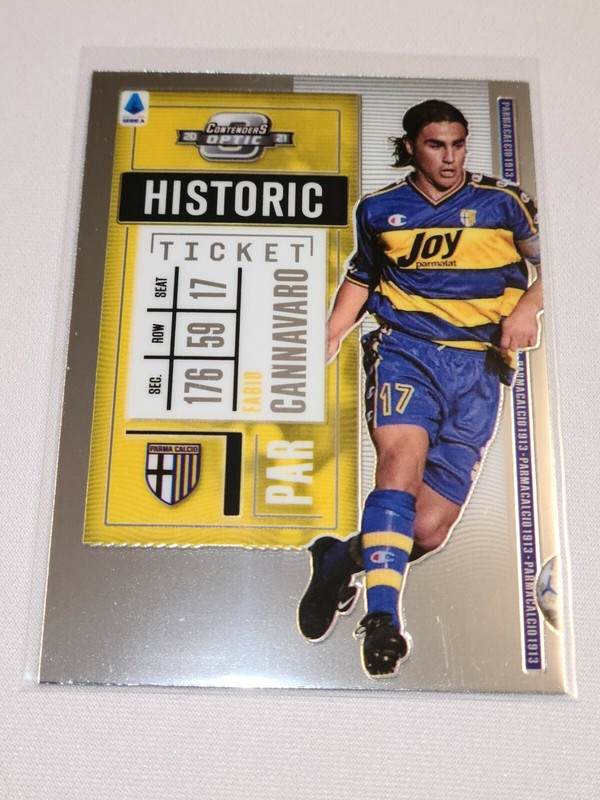 SERIE A
CONTENDERS
20 OPTIC 21
HISTORIC
TICKET
SEC. ROW SEAT
176 59 17
FABIO
CANNAVARO
PAR
PARMA CALCIO
Joy
parmalat
17
PARMACALCIO1913
PARMACALCIO1913 · PARMACALCIO1913 · PARMACALCIO1913